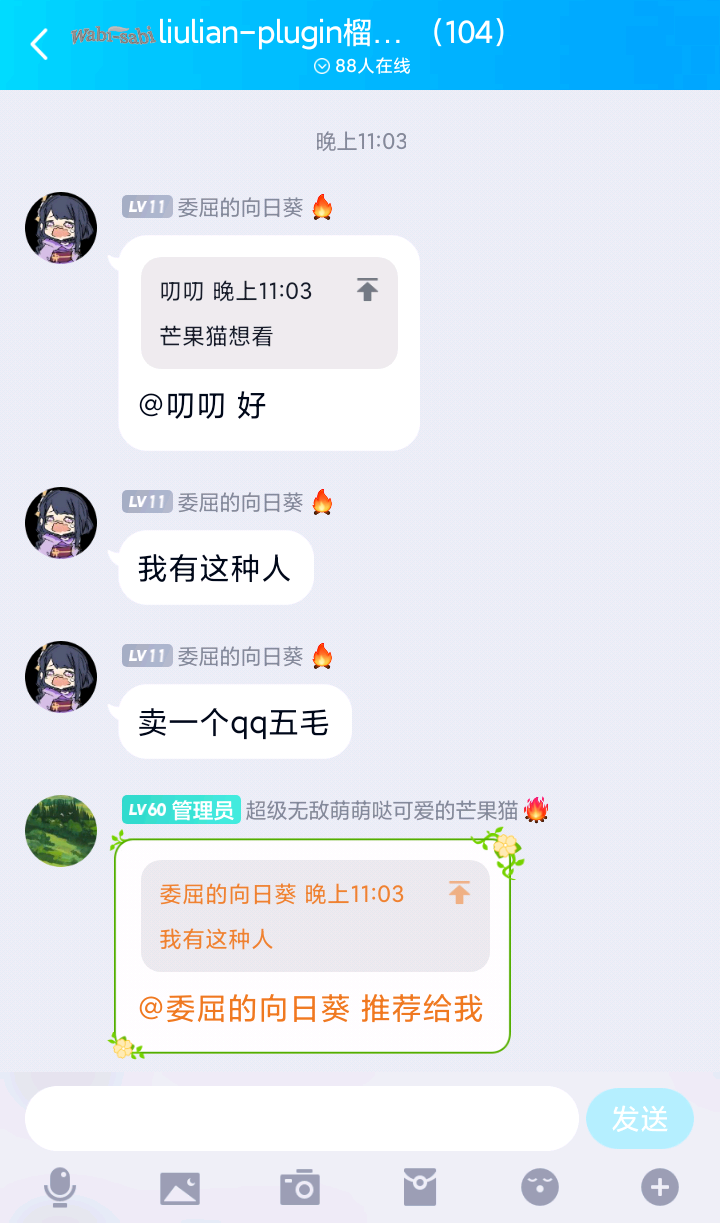 Wabi-sabi liulian-plugin榴... （104）
88人在线
晚上11:03
LV11 委屈的向日葵
叨叨 晚上11:03
芒果猫想看
@叨叨 好
LV11 委屈的向日葵
我有这种人
LV11 委屈的向日葵
卖一个qq五毛
LV60 管理员 超级无敌萌萌哒可爱的芒果猫
委屈的向日葵 晚上11:03
我有这种人
@委屈的向日葵 推荐给我
发送